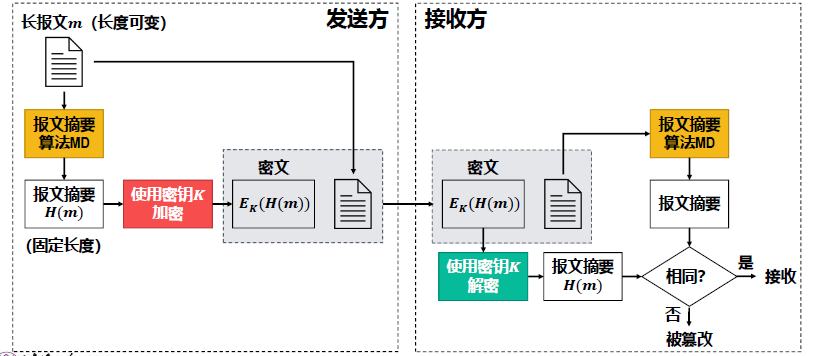 长报文m（长度可变）
发送方
接收方
报文摘要
算法MD
报文摘要
H(m)
(固定长度)
使用密钥K
加密
密文
E_K(H(m))
密文
E_K(H(m))
使用密钥K
解密
报文摘要
H(m)
报文摘要
算法MD
报文摘要
相同?
是
接收
否
被篡改